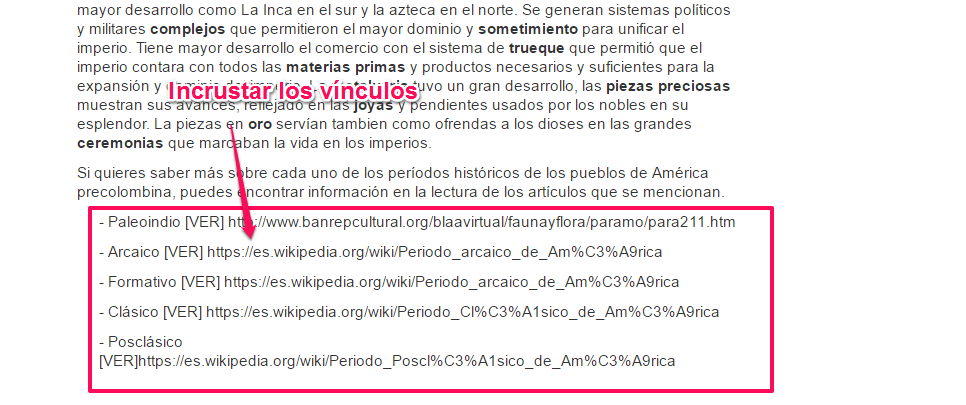 mayor desarrollo como La Inca en el sur y la azteca en el norte. Se generan sistemas políticos
y militares complejos que permitieron el mayor dominio y sometimiento para unificar el
imperio. Tiene mayor desarrollo el comercio con el sistema de trueque que permitió que el
imperio contara con todos las materias primas y productos necesarios y suficientes para la
expansión y del imperio. La tuvo un gran desarrollo, las piezas preciosas
Incrustar los vínculos
muestran sus avances, reflejado en las joyas y pendientes usados por los nobles en su
esplendor. La piezas en oro servían tambien como ofrendas a los dioses en las grandes
ceremonias que marcaban la vida en los imperios.
Si quieres saber más sobre cada uno de los períodos históricos de los pueblos de América
precolombina, puedes encontrar información en la lectura de los artículos que se mencionan.
- Paleoindio [VER] http://www.banrepcultural.org/blaavirtual/faunayflora/paramo/para211.htm
- Arcaico [VER] https://es.wikipedia.org/wiki/Periodo_arcaico_de_Am%C3%A9rica
- Formativo [VER] https://es.wikipedia.org/wiki/Periodo_arcaico_de_Am%C3%A9rica
- Clásico [VER] https://es.wikipedia.org/wiki/Periodo_Cl%C3%A1sico_de_Am%C3%A9rica
- Posclásico
[VER]https://es.wikipedia.org/wiki/Periodo_Poscl%C3%A1sico_de_Am%C3%A9rica